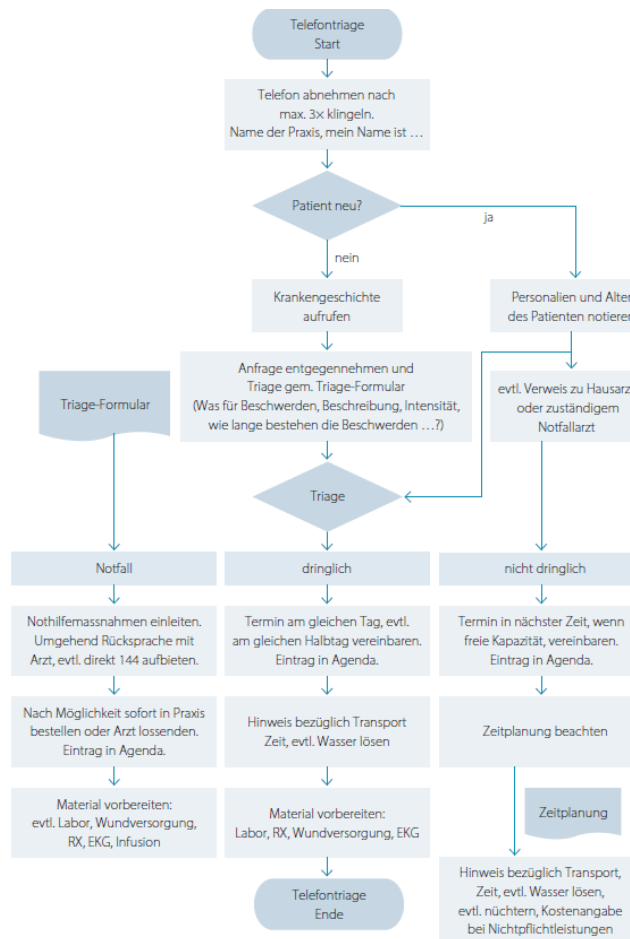 Telefontriage
Start
Telefon abnehmen nach
max. 3× klingeln.
Name der Praxis, mein Name ist …
Patient neu?
ja
nein
Krankengeschichte
aufrufen
Personalien und Alter
des Patienten notieren
Triage-Formular
Anfrage entgegennehmen und
Triage gem. Triage-Formular
(Was für Beschwerden, Beschreibung, Intensität,
wie lange bestehen die Beschwerden …?)
evtl. Verweis zu Hausarz
oder zuständigem
Notfallarzt
Triage
Notfall
dringlich
nicht dringlich
Nothilfemassnahmen einleiten.
Umgehend Rücksprache mit
Arzt, evtl. direkt 144 aufbieten.
Termin am gleichen Tag, evtl.
am gleichen Halbtag vereinbaren.
Eintrag in Agenda.
Termin in nächster Zeit, wenn
freie Kapazität, vereinbaren.
Eintrag in Agenda.
Nach Möglichkeit sofort in Praxis
bestellen oder Arzt lossenden.
Eintrag in Agenda.
Hinweis bezüglich Transport
Zeit, evtl. Wasser lösen
Zeitplanung beachten
Material vorbereiten:
evtl. Labor, Wundversorgung,
RX, EKG, Infusion
Material vorbereiten:
Labor, RX, Wundversorgung, EKG
Zeitplanung
Telefontriage
Ende
Hinweis bezüglich Transport,
Zeit, evtl. Wasser lösen,
evtl. nüchtern, Kostenangabe
bei Nichtpflichtleistungen